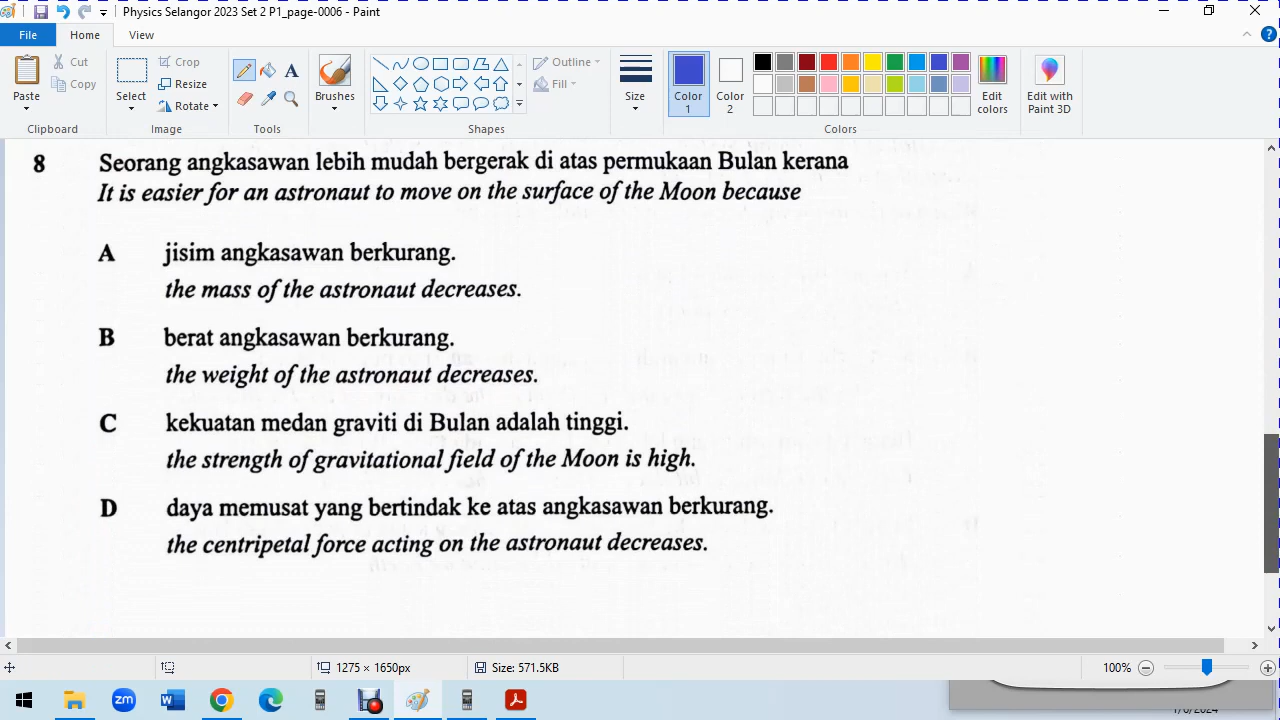 Physics Selangor 2023 Set 2 P1_page-0006 - Paint
File Home View
Paste Cut Copy Select Crop Resize Rotate Brushes Outline Fill Size Color 1 Color 2 Edit colors Edit with Paint 3D
Clipboard Image Tools Shapes Colors
8 Seorang angkasawan lebih mudah bergerak di atas permukaan Bulan kerana
It is easier for an astronaut to move on the surface of the Moon because
A jisim angkasawan berkurang.
the mass of the astronaut decreases.
B berat angkasawan berkurang.
the weight of the astronaut decreases.
C kekuatan medan graviti di Bulan adalah tinggi.
the strength of gravitational field of the Moon is high.
D daya memusat yang bertindak ke atas angkasawan berkurang.
the centripetal force acting on the astronaut decreases.
1275 × 1650px Size: 571.5KB 100%
zm